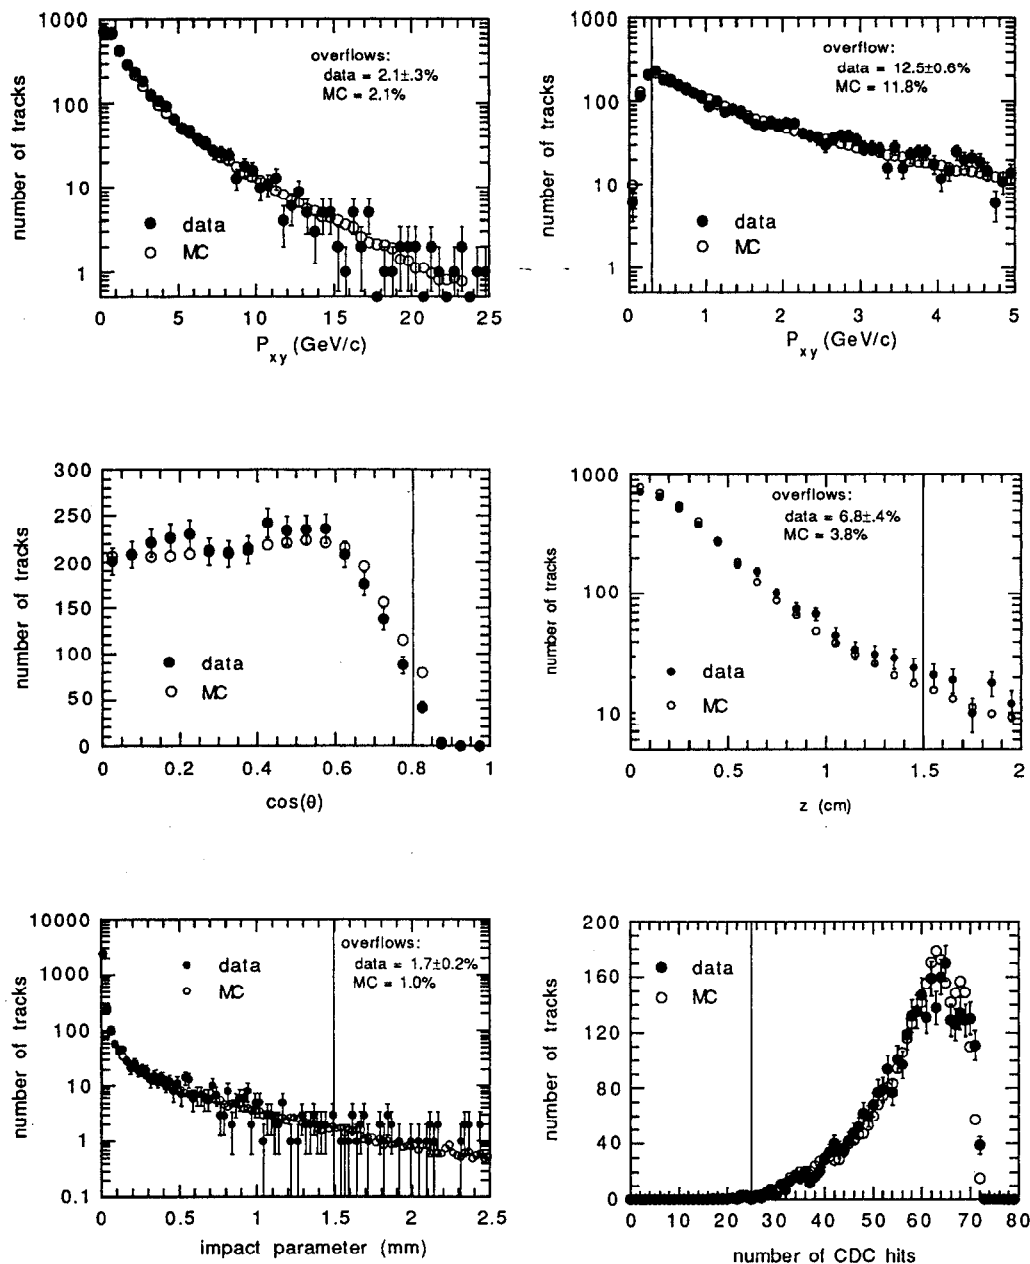 1000
100
10
1
number of tracks
overflows:
data = 2.1±.3%
MC = 2.1%
data
MC
0 5 10 15 20 25
Pxy (GeV/c)
1000
100
10
1
number of tracks
overflow:
data = 12.5±0.6%
MC = 11.8%
data
MC
0 1 2 3 4 5
Pxy (GeV/c)
300
250
200
150
100
50
0
number of tracks
data
MC
0 0.2 0.4 0.6 0.8 1
cos(θ)
1000
100
10
number of tracks
overflows:
data = 6.8±.4%
MC = 3.8%
data
MC
0 0.5 1 1.5 2
z (cm)
10000
1000
100
10
1
0.1
number of tracks
data
MC
overflows:
data = 1.7±0.2%
MC = 1.0%
0 0.5 1 1.5 2 2.5
impact parameter (mm)
200
160
120
80
40
0
number of tracks
data
MC
0 10 20 30 40 50 60 70 80
number of CDC hits